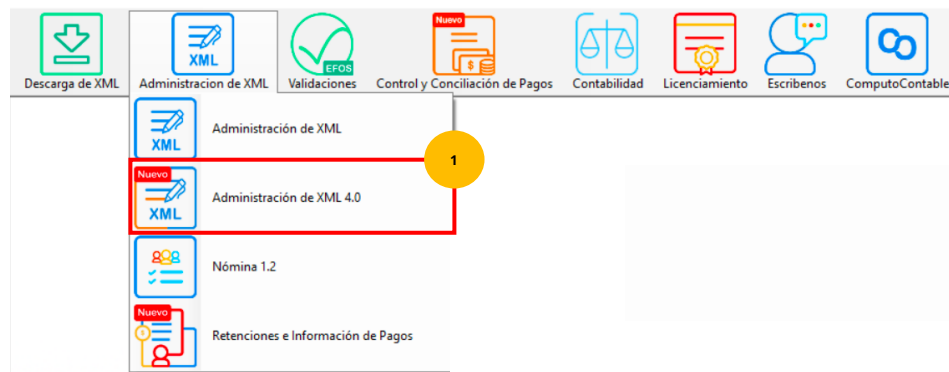 Nuevo
XML
EFOS
$
Descarga de XML
Administracion de XML
Validaciones
Control y Conciliación de Pagos
Contabilidad
Licenciamiento
Escribenos
ComputoContable
XML
Administración de XML
1
Nuevo
XML
Administración de XML 4.0
Nómina 1.2
Nuevo
$
Retenciones e Información de Pagos